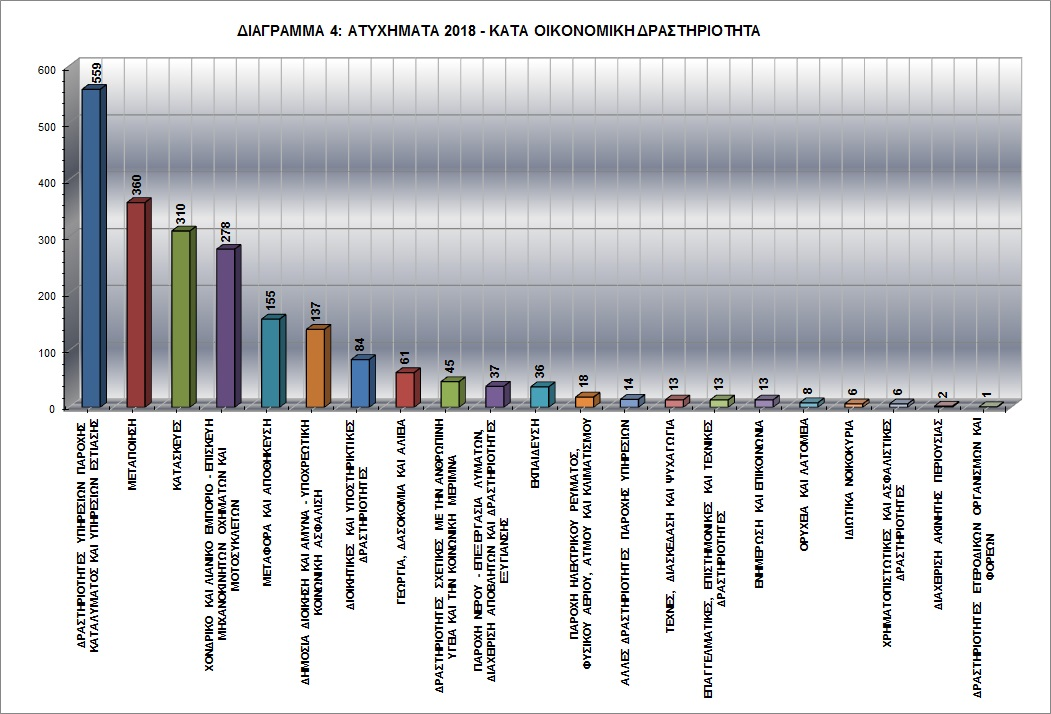 ΔΙΑΓΡΑΜΜΑ 4: ΑΤΥΧΗΜΑΤΑ 2018 - ΚΑΤΑ ΟΙΚΟΝΟΜΙΚΗ ΔΡΑΣΤΗΡΙΟΤΗΤΑ
600
500
400
300
200
100
0
559
360
310
278
155
137
84
61
45
37
36
18
14
13
13
13
8
6
6
2
1
ΔΡΑΣΤΗΡΙΟΤΗΤΕΣ ΥΠΗΡΕΣΙΩΝ ΠΑΡΟΧΗΣ
ΚΑΤΑΛΥΜΑΤΟΣ ΚΑΙ ΥΠΗΡΕΣΙΩΝ ΕΣΤΙΑΣΗΣ
ΜΕΤΑΠΟΙΗΣΗ
ΚΑΤΑΣΚΕΥΕΣ
ΧΟΝΔΡΙΚΟ ΚΑΙ ΛΙΑΝΙΚΟ ΕΜΠΟΡΙΟ - ΕΠΙΣΚΕΥΗ
ΜΗΧΑΝΟΚΙΝΗΤΩΝ ΟΧΗΜΑΤΩΝ ΚΑΙ
ΜΟΤΟΣΥΚΛΕΤΩΝ
ΜΕΤΑΦΟΡΑ ΚΑΙ ΑΠΟΘΗΚΕΥΣΗ
ΔΗΜΟΣΙΑ ΔΙΟΙΚΗΣΗ ΚΑΙ ΑΜΥΝΑ - ΥΠΟΧΡΕΩΤΙΚΗ
ΚΟΙΝΩΝΙΚΗ ΑΣΦΑΛΙΣΗ
ΔΙΟΙΚΗΤΙΚΕΣ ΚΑΙ ΥΠΟΣΤΗΡΙΚΤΙΚΕΣ
ΔΡΑΣΤΗΡΙΟΤΗΤΕΣ
ΓΕΩΡΓΙΑ, ΔΑΣΟΚΟΜΙΑ ΚΑΙ ΑΛΙΕΙΑ
ΔΡΑΣΤΗΡΙΟΤΗΤΕΣ ΣΧΕΤΙΚΕΣ ΜΕ ΤΗΝ ΑΝΘΡΩΠΙΝΗ
ΥΓΕΙΑ ΚΑΙ ΤΗΝ ΚΟΙΝΩΝΙΚΗ ΜΕΡΙΜΝΑ
ΠΑΡΟΧΗ ΝΕΡΟΥ - ΕΠΕΞΕΡΓΑΣΙΑ ΛΥΜΑΤΩΝ,
ΔΙΑΧΕΙΡΙΣΗ ΑΠΟΒΛΗΤΩΝ ΚΑΙ ΔΡΑΣΤΗΡΙΟΤΗΤΕΣ
ΕΞΥΓΙΑΝΣΗΣ
ΕΚΠΑΙΔΕΥΣΗ
ΠΑΡΟΧΗ ΗΛΕΚΤΡΙΚΟΥ ΡΕΥΜΑΤΟΣ,
ΦΥΣΙΚΟΥ ΑΕΡΙΟΥ, ΑΤΜΟΥ ΚΑΙ ΚΛΙΜΑΤΙΣΜΟΥ
ΑΛΛΕΣ ΔΡΑΣΤΗΡΙΟΤΗΤΕΣ ΠΑΡΟΧΗΣ ΥΠΗΡΕΣΙΩΝ
ΤΕΧΝΕΣ, ΔΙΑΣΚΕΔΑΣΗ ΚΑΙ ΨΥΧΑΓΩΓΙΑ
ΕΠΑΓΓΕΛΜΑΤΙΚΕΣ, ΕΠΙΣΤΗΜΟΝΙΚΕΣ ΚΑΙ ΤΕΧΝΙΚΕΣ
ΔΡΑΣΤΗΡΙΟΤΗΤΕΣ
ΕΝΗΜΕΡΩΣΗ ΚΑΙ ΕΠΙΚΟΙΝΩΝΙΑ
ΟΡΥΧΕΙΑ ΚΑΙ ΛΑΤΟΜΕΙΑ
ΙΔΙΩΤΙΚΑ ΝΟΙΚΟΚΥΡΙΑ
ΧΡΗΜΑΤΟΠΙΣΤΩΤΙΚΕΣ ΚΑΙ ΑΣΦΑΛΙΣΤΙΚΕΣ
ΔΡΑΣΤΗΡΙΟΤΗΤΕΣ
ΔΙΑΧΕΙΡΙΣΗ ΑΚΙΝΗΤΗΣ ΠΕΡΙΟΥΣΙΑΣ
ΔΡΑΣΤΗΡΙΟΤΗΤΕΣ ΕΤΕΡΟΔΙΚΩΝ ΟΡΓΑΝΙΣΜΩΝ ΚΑΙ
ΦΟΡΕΩΝ